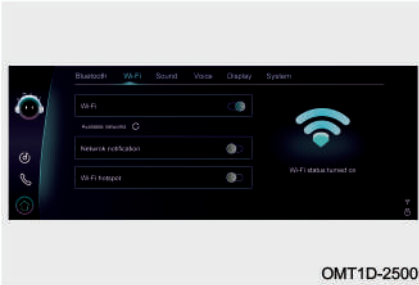 Bluetooth Wi-Fi Sound Voice Display System
Wi-Fi
Available networks
Network notification
Wi-Fi hotspot
Wi-Fi status turned on
OMT1D-2500